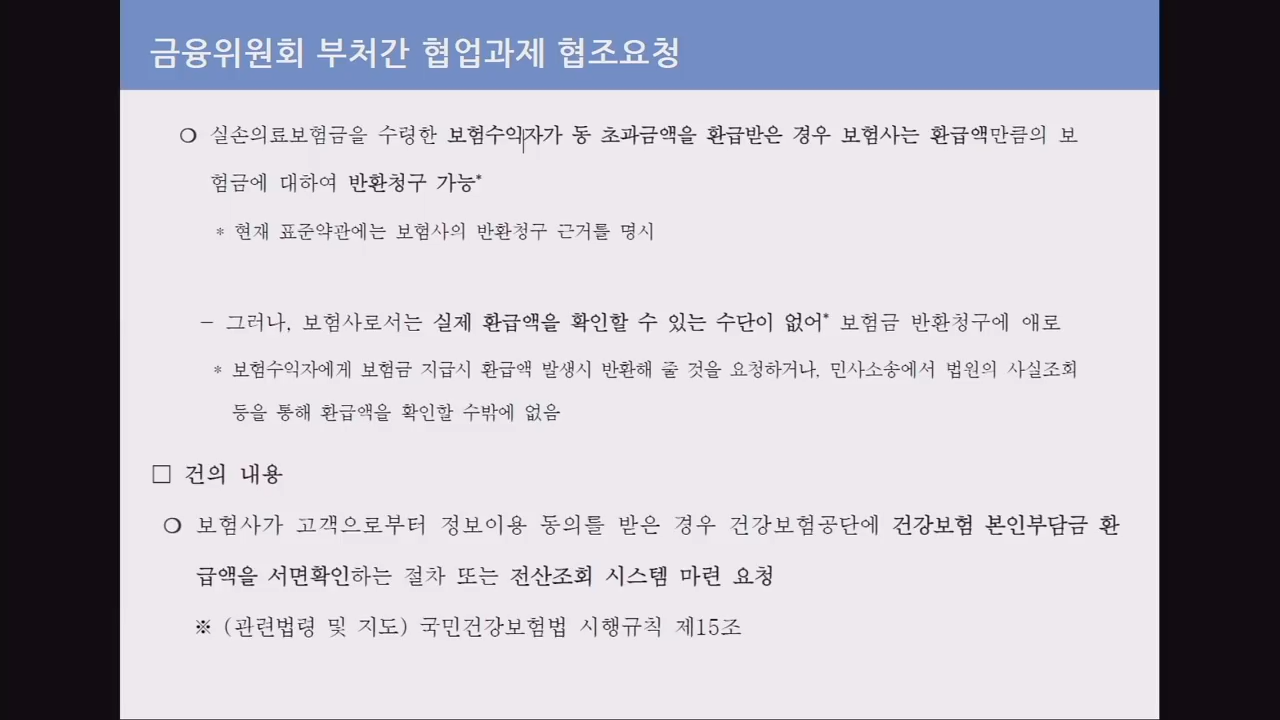 금융위원회 부처간 협업과제 협조요청
❍ 실손의료보험금을 수령한 보험수익자가 동 초과금액을 환급받은 경우 보험사는 환급액만큼의 보
험금에 대하여 반환청구 가능*
* 현재 표준약관에는 보험사의 반환청구 근거를 명시
- 그러나, 보험사로서는 실제 환급액을 확인할 수 있는 수단이 없어* 보험금 반환청구에 애로
* 보험수익자에게 보험금 지급시 환급액 발생시 반환해 줄 것을 요청하거나, 민사소송에서 법원의 사실조회
등을 통해 환급액을 확인할 수밖에 없음
□ 건의 내용
❍ 보험사가 고객으로부터 정보이용 동의를 받은 경우 건강보험공단에 건강보험 본인부담금 환
급액을 서면확인하는 절차 또는 전산조회 시스템 마련 요청
※ (관련법령 및 지도) 국민건강보험법 시행규칙 제15조